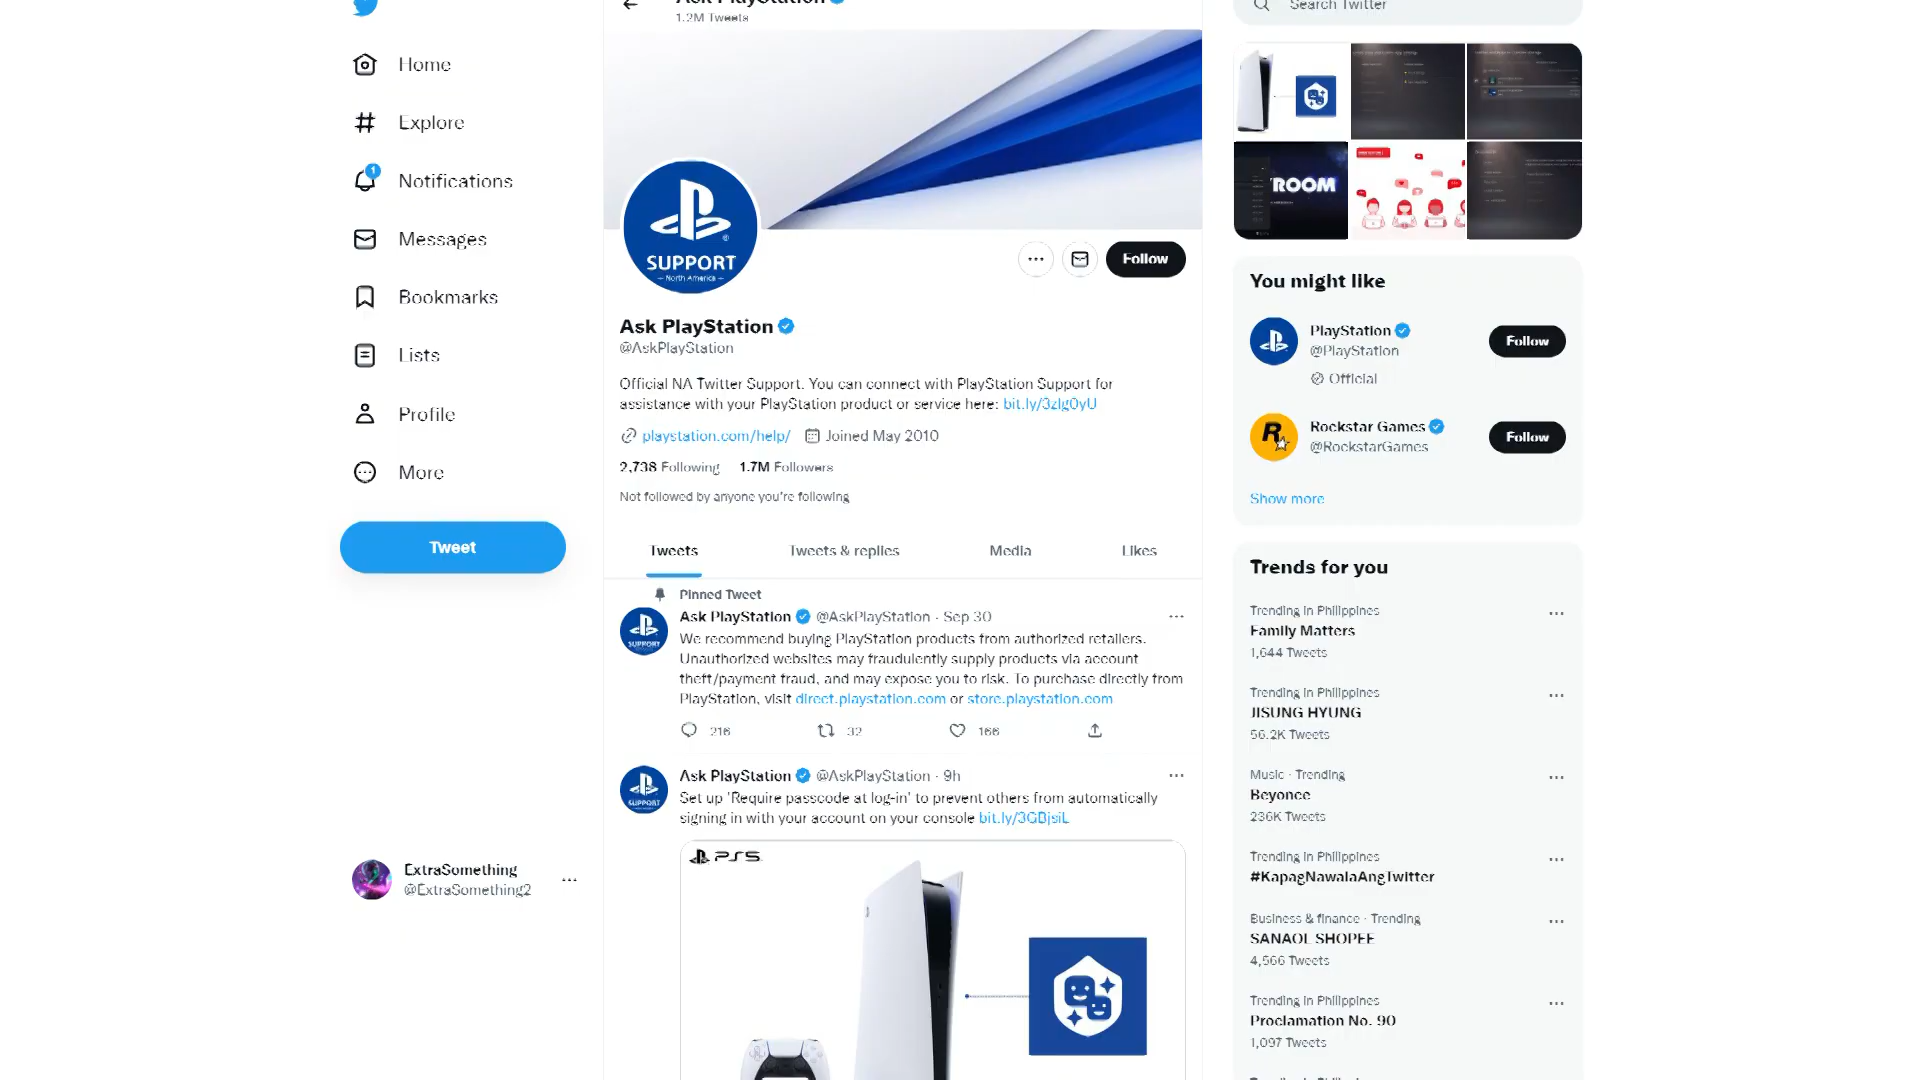 Ask PlayStation
1.2M Tweets
Search Twitter
Home
Explore
1
Notifications
Messages
Bookmarks
Lists
Profile
More
Tweet
ExtraSomething
@ExtraSomething2
SUPPORT
North America
Follow
Ask PlayStation
@AskPlayStation
Official NA Twitter Support. You can connect with PlayStation Support for
assistance with your PlayStation product or service here: bit.ly/3zlg0yU
playstation.com/help/ Joined May 2010
2,738 Following 1.7M Followers
Not followed by anyone you're following
Tweets Tweets & replies Media Likes
Pinned Tweet
Ask PlayStation @AskPlayStation · Sep 30
SUPPORT
We recommend buying PlayStation products from authorized retailers.
Unauthorized websites may fraudulently supply products via account
theft/payment fraud, and may expose you to risk. To purchase directly from
PlayStation, visit direct.playstation.com or store.playstation.com
216 32 166
Ask PlayStation @AskPlayStation · 9h
SUPPORT
Set up 'Require passcode at log-in' to prevent others from automatically
signing in with your account on your console bit.ly/3GBjsiL
PS5
ROOM
You might like
PlayStation
@PlayStation
Official
Follow
Rockstar Games
@RockstarGames
Follow
Show more
Trends for you
Trending in Philippines
Family Matters
1,644 Tweets
Trending in Philippines
JISUNG HYUNG
56.2K Tweets
Music · Trending
Beyonce
236K Tweets
Trending in Philippines
#KapagNawalaAngTwitter
Business & finance · Trending
SANAOL SHOPEE
4,566 Tweets
Trending in Philippines
Proclamation No. 90
1,097 Tweets